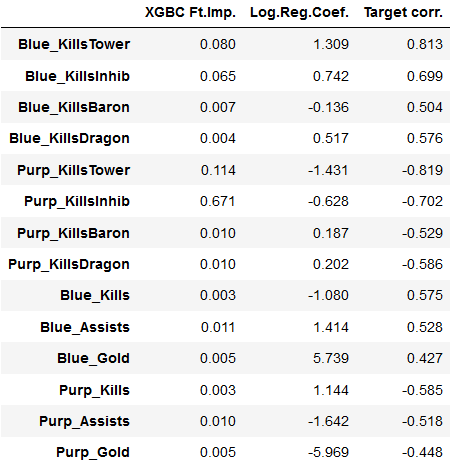 XGBC Ft.Imp. Log.Reg.Coef. Target corr.
Blue_KillsTower 0.080 1.309 0.813
Blue_KillsInhib 0.065 0.742 0.699
Blue_KillsBaron 0.007 -0.136 0.504
Blue_KillsDragon 0.004 0.517 0.576
Purp_KillsTower 0.114 -1.431 -0.819
Purp_KillsInhib 0.671 -0.628 -0.702
Purp_KillsBaron 0.010 0.187 -0.529
Purp_KillsDragon 0.010 0.202 -0.586
Blue_Kills 0.003 -1.080 0.575
Blue_Assists 0.011 1.414 0.528
Blue_Gold 0.005 5.739 0.427
Purp_Kills 0.003 1.144 -0.585
Purp_Assists 0.010 -1.642 -0.518
Purp_Gold 0.005 -5.969 -0.448